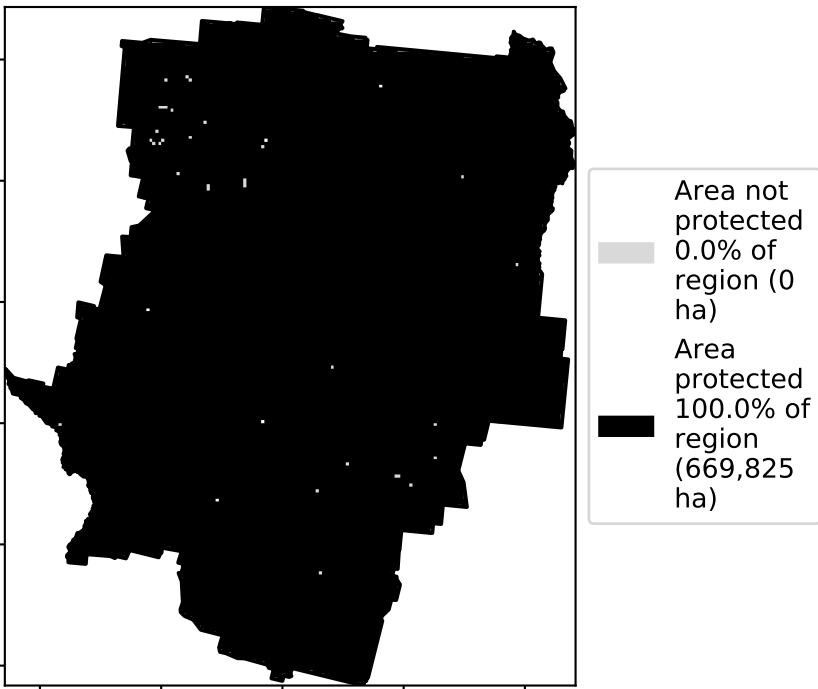 Area not
protected
0.0% of
region (0
ha)
Area
protected
100.0% of
region
(669,825
ha)